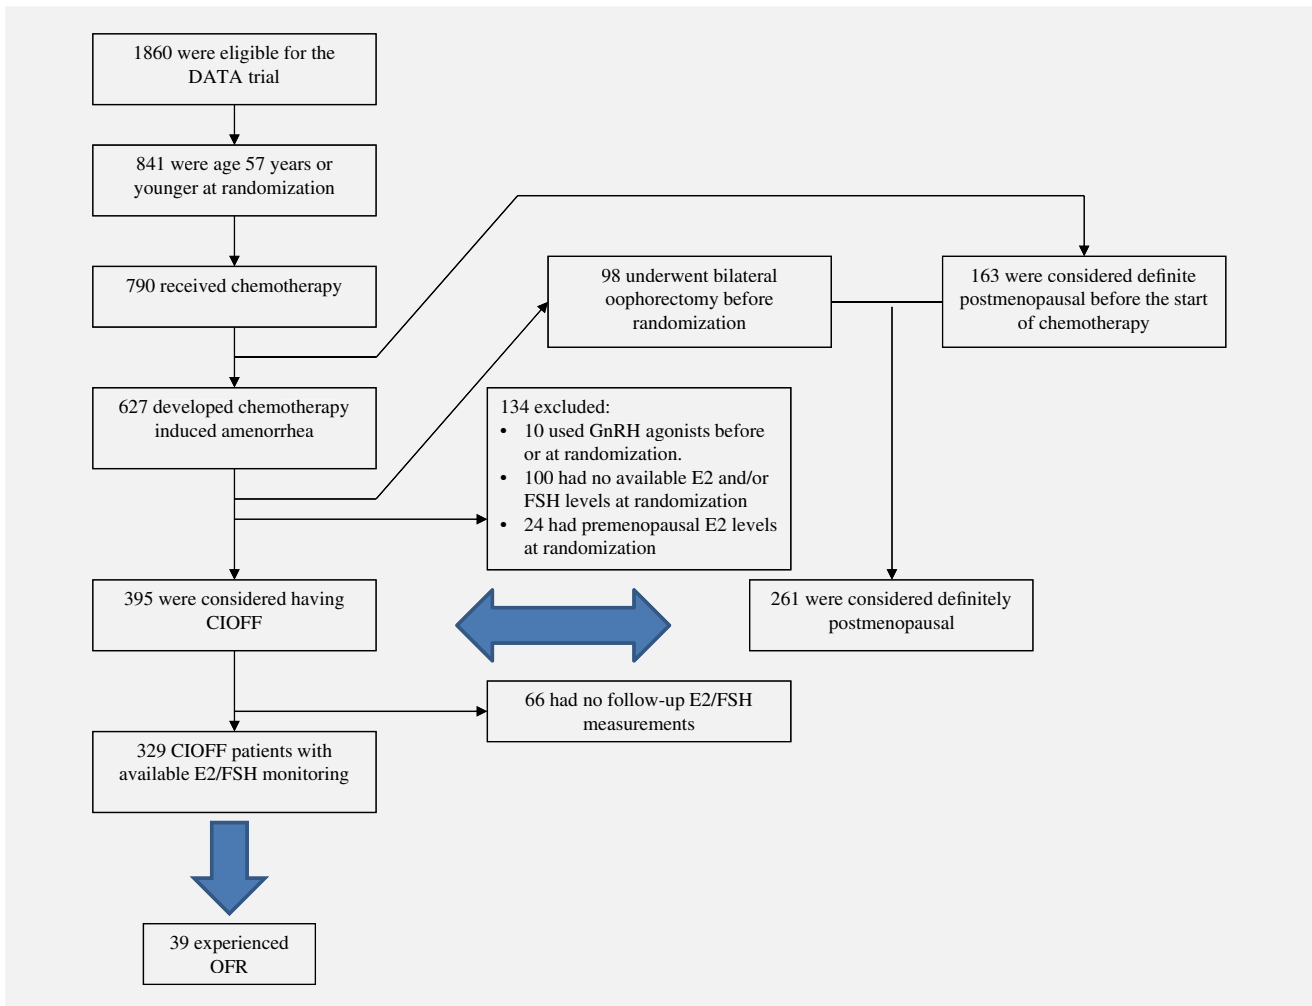 1860 were eligible for the
DATA trial
841 were age 57 years or
younger at randomization
790 received chemotherapy
98 underwent bilateral
oophorectomy before
randomization
163 were considered definite
postmenopausal before the start
of chemotherapy
627 developed chemotherapy
induced amenorrhea
134 excluded:
• 10 used GnRH agonists before
or at randomization.
• 100 had no available E2 and/or
FSH levels at randomization
• 24 had premenopausal E2 levels
at randomization
395 were considered having
CIOFF
261 were considered definitely
postmenopausal
66 had no follow-up E2/FSH
measurements
329 CIOFF patients with
available E2/FSH monitoring
39 experienced
OFR